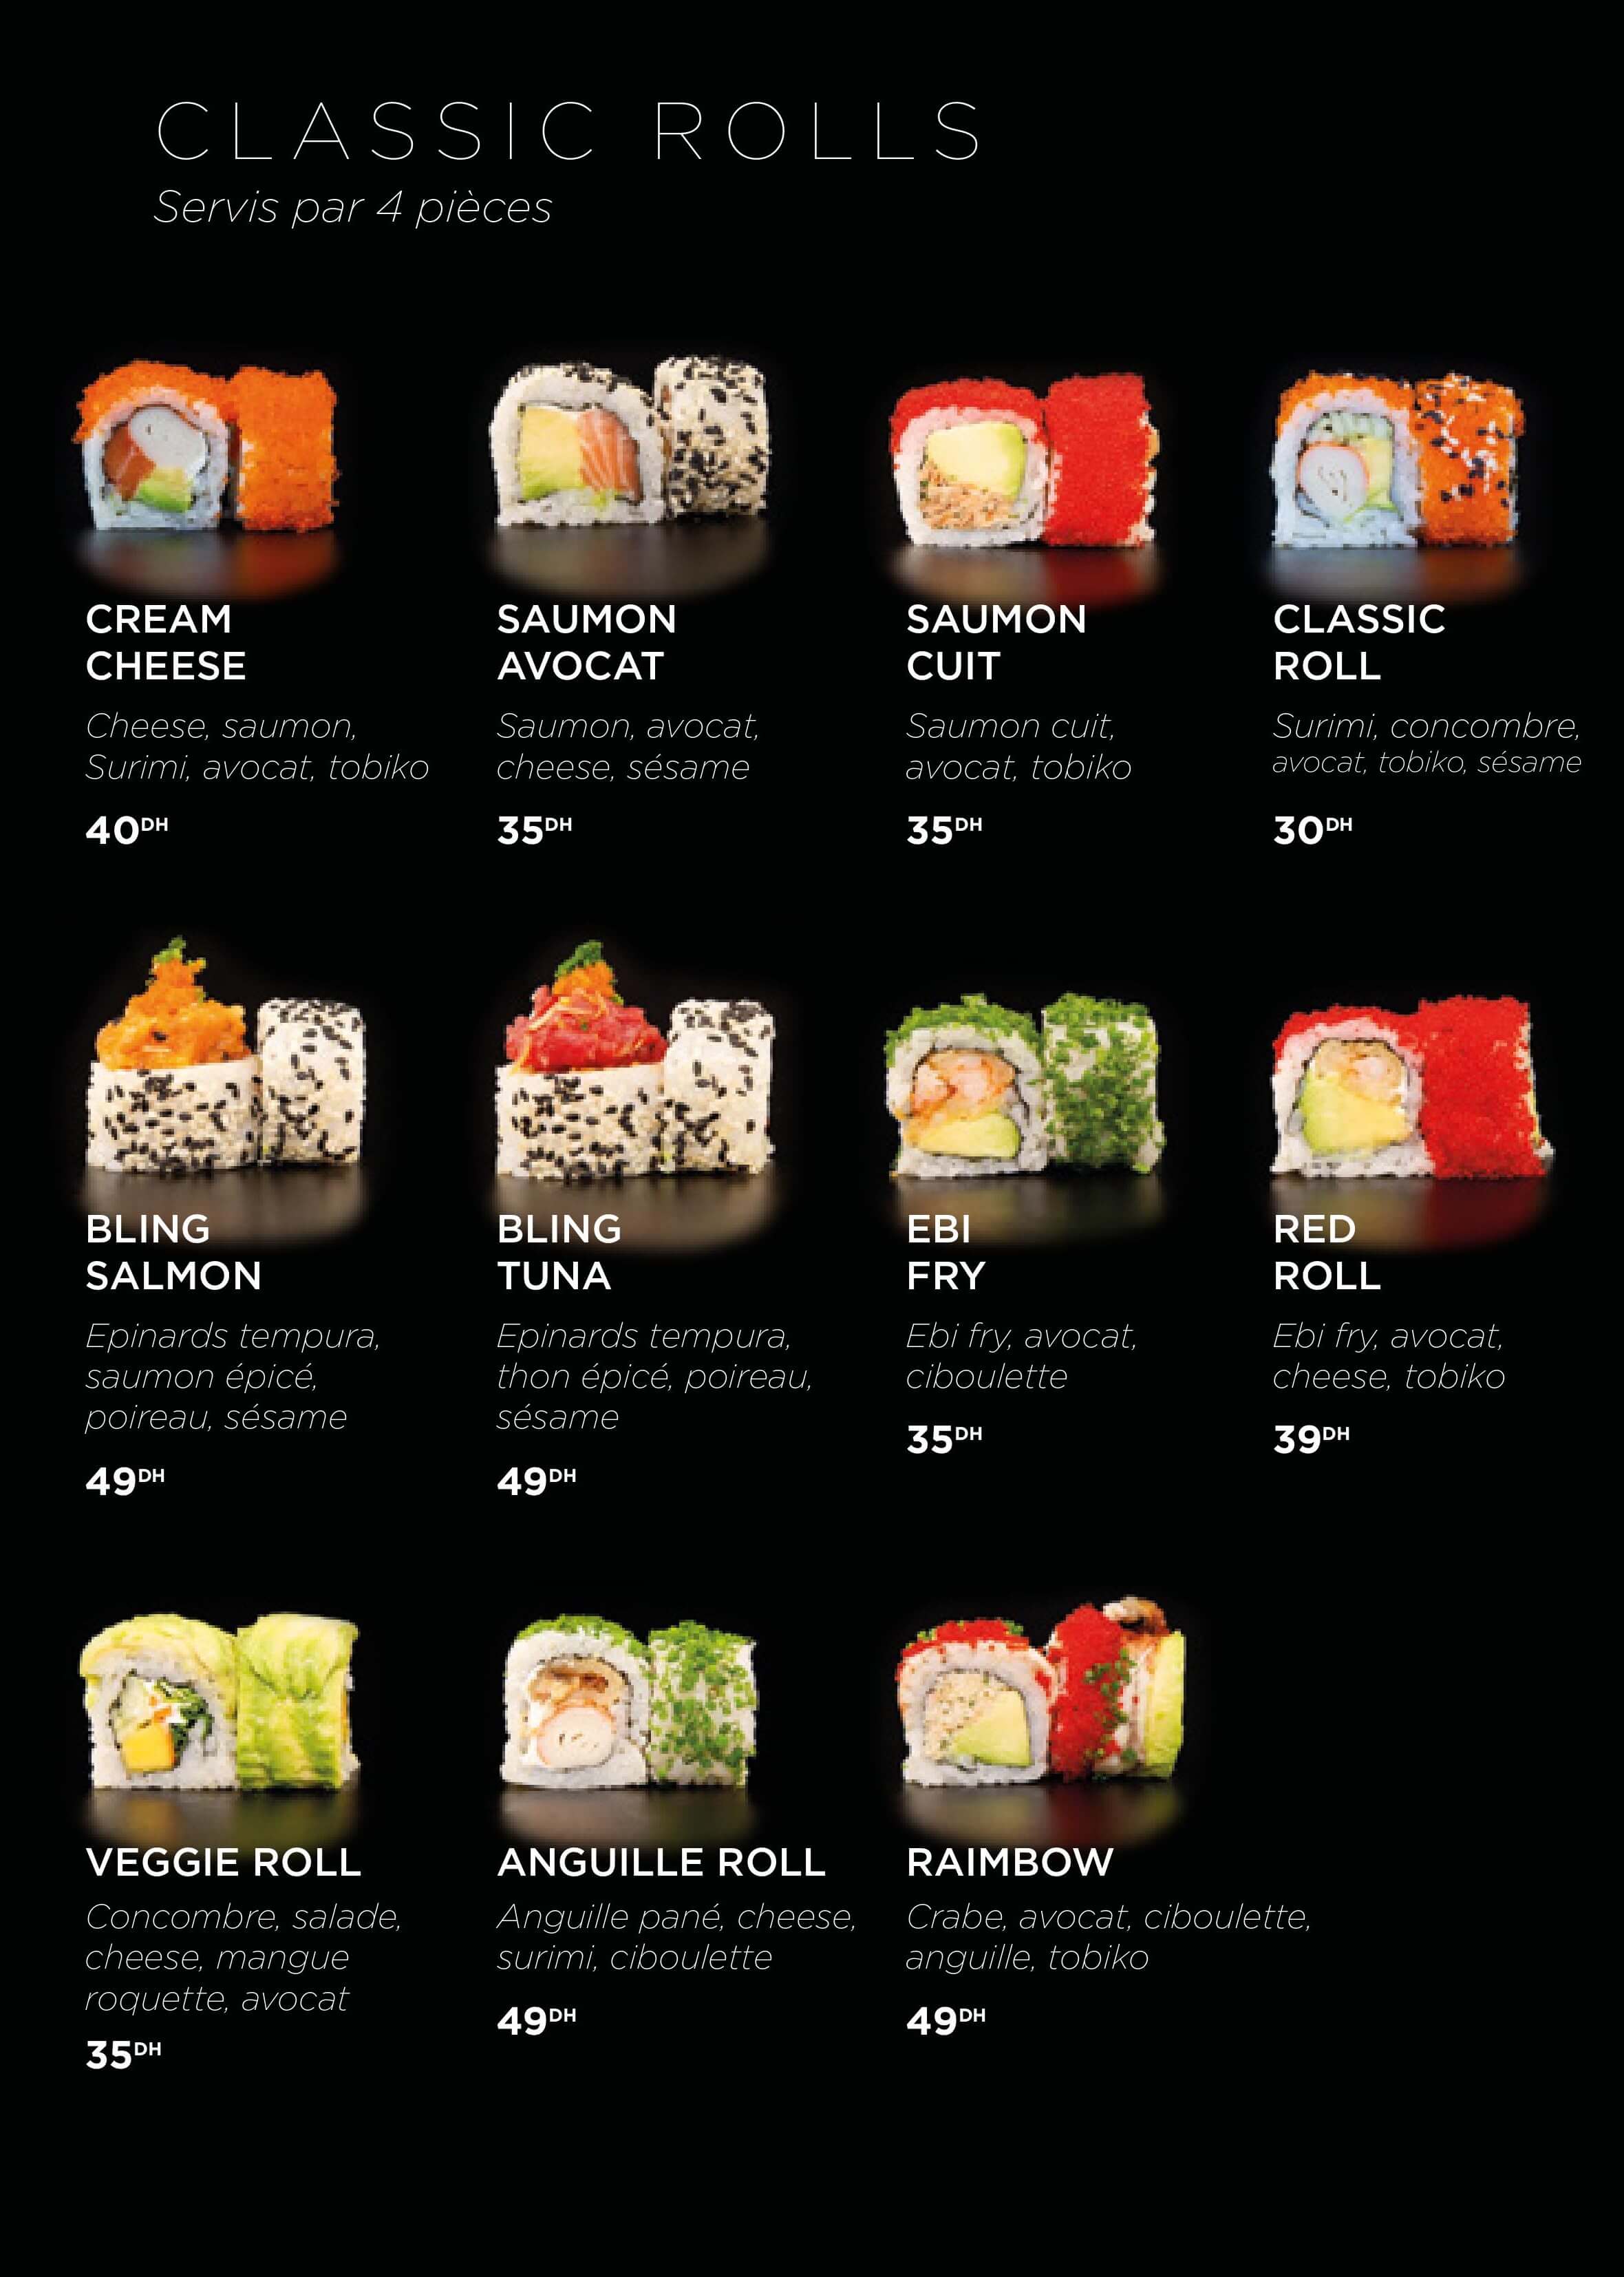 CLASSIC ROLLS
Servis par 4 pièces
CREAM
CHEESE
Cheese, saumon,
Surimi, avocat, tobiko
40DH
SAUMON
AVOCAT
Saumon, avocat,
cheese, sésame
35DH
SAUMON
CUIT
Saumon cuit,
avocat, tobiko
35DH
CLASSIC
ROLL
Surimi, concombre,
avocat, tobiko, sésame
30DH
BLING
SALMON
Epinards tempura,
saumon épicé,
poireau, sésame
49DH
BLING
TUNA
Epinards tempura,
thon épicé, poireau,
sésame
49DH
EBI
FRY
Ebi fry, avocat,
ciboulette
35DH
RED
ROLL
Ebi fry, avocat,
cheese, tobiko
39DH
VEGGIE ROLL
Concombre, salade,
cheese, mangue
roquette, avocat
35DH
ANGUILLE ROLL
Anguille pané, cheese,
surimi, ciboulette
49DH
RAIMBOW
Crabe, avocat, ciboulette,
anguille, tobiko
49DH